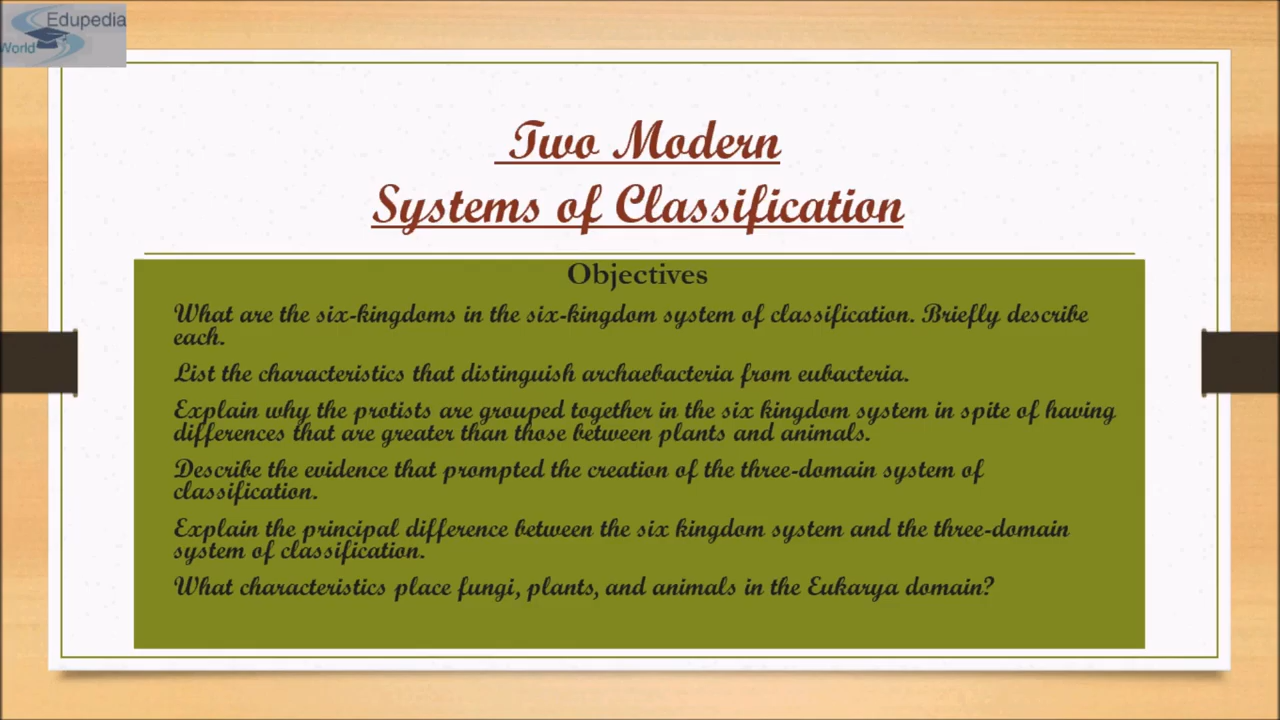 Edupedia
World
Two Modern
Systems of Classification
Objectives
What are the six-kingdoms in the six-kingdom system of classification. Briefly describe
each.
List the characteristics that distinguish archaebacteria from eubacteria.
Explain why the protists are grouped together in the six kingdom system in spite of having
differences that are greater than those between plants and animals.
Describe the evidence that prompted the creation of the three-domain system of
classification.
Explain the principal difference between the six kingdom system and the three-domain
system of classification.
What characteristics place fungi, plants, and animals in the Eukarya domain?